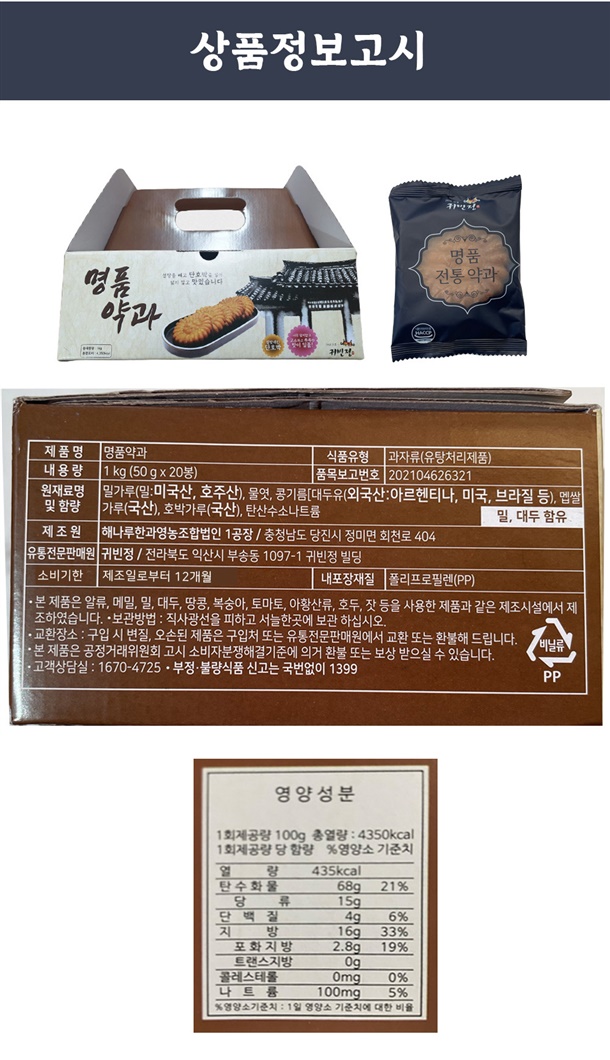 상품정보고시
명품
약과
귀빈정
귀빈정
명품
전통약과
HACCP
제 품 명 명품약과 식품유형 과자류(유탕처리제품)
내 용 량 1 kg (50 g x 20봉) 품목보고번호 202104626321
원재료명 및 함량 밀가루(밀:미국산, 호주산), 물엿, 콩기름[대두유(외국산:아르헨티나, 미국, 브라질 등), 멥쌀
가루(국산), 호박가루(국산), 탄산수소나트륨
밀, 대두 함유
제 조 원 해나루한과영농조합법인 1공장 / 충청남도 당진시 정미면 회천로 404
유통전문판매원 귀빈정 / 전라북도 익산시 부송동 1097-1 귀빈정 빌딩
소비기한 제조일로부터 12개월 내포장재질 폴리프로필렌(PP)
•본 제품은 알류, 메밀, 밀, 대두, 땅콩, 복숭아, 토마토, 아황산류, 호두, 잣 등을 사용한 제품과 같은 제조시설에서 제
조하였습니다. •보관방법 : 직사광선을 피하고 서늘한곳에 보관 하십시오.
•교환장소 : 구입 시 변질, 오손된 제품은 구입처 또는 유통전문판매원에서 교환 또는 환불해 드립니다.
•본 제품은 공정거래위원회 고시 소비자분쟁해결기준에 의거 환불 또는 보상 받으실 수 있습니다.
•고객상담실 : 1670-4725 •부정·불량식품 신고는 국번없이 1399
비닐류
PP
영양성분
1회제공량 100g 총열량 : 4350kcal
1회제공량 당 함량 %영양소 기준치
열 량 435kcal
탄수화물 68g 21%
당 류 15g
단 백 질 4g 6%
지 방 16g 33%
포화지방 2.8g 19%
트랜스지방 0g
콜레스테롤 0mg 0%
나 트 륨 100mg 5%
%영양소기준치 : 1일 영양소 기준치에 대한 비율